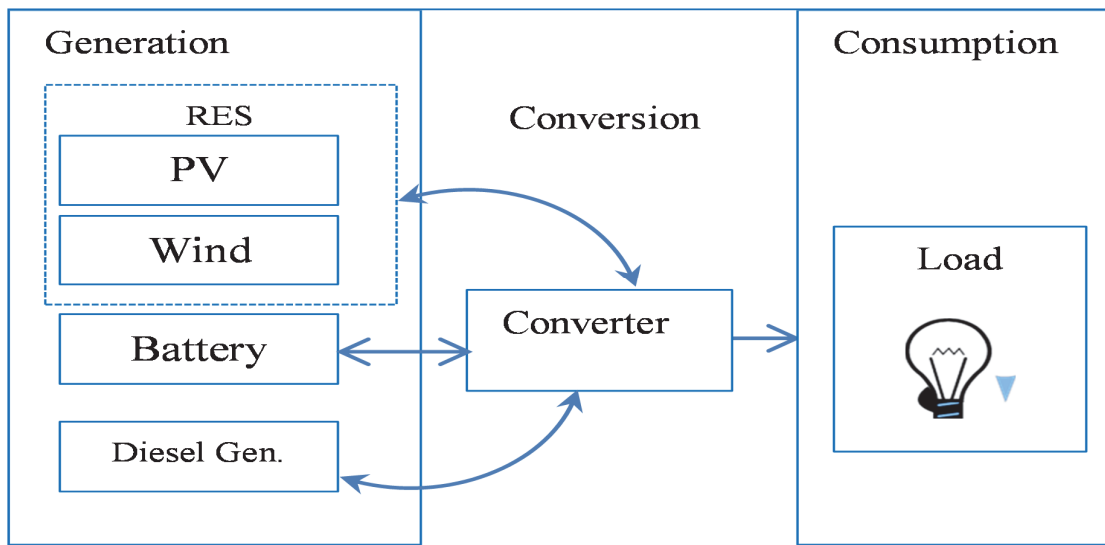 Generation
RES
PV
Wind
Battery
Diesel Gen.
Conversion
Converter
Consumption
Load